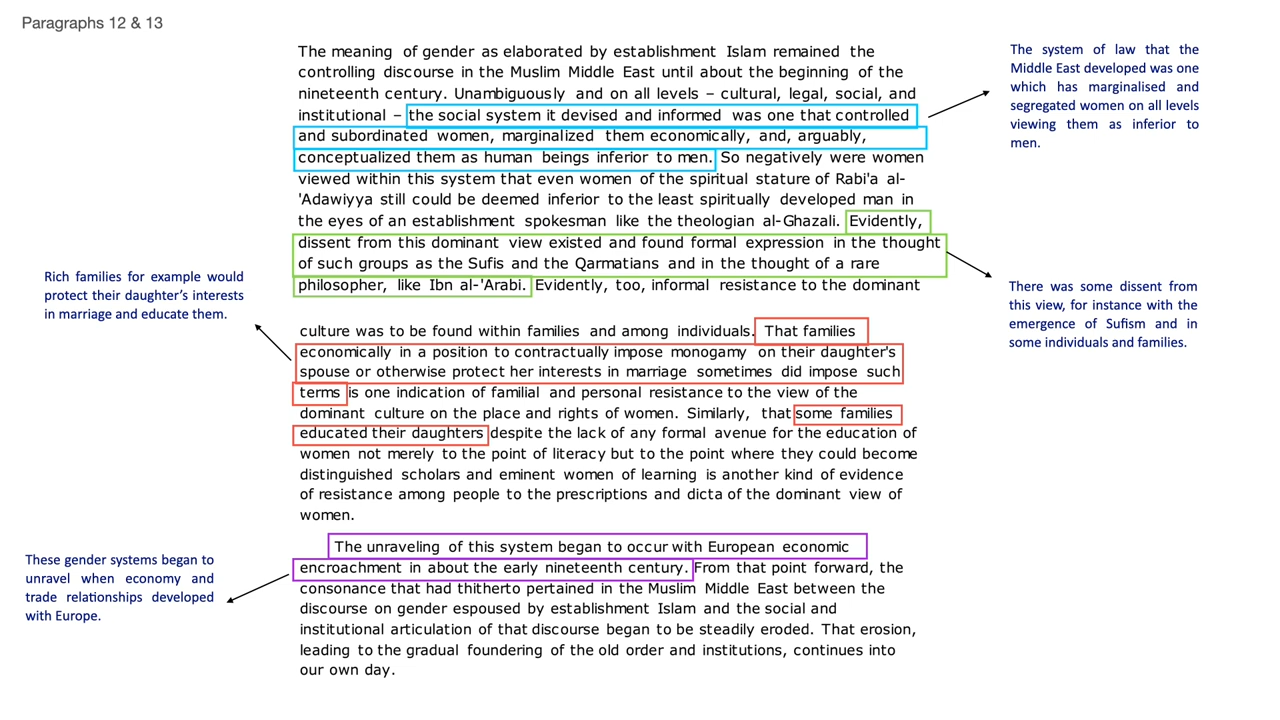 Paragraphs 12 & 13
The meaning of gender as elaborated by establishment Islam remained the
controlling discourse in the Muslim Middle East until about the beginning of the
nineteenth century. Unambiguously and on all levels – cultural, legal, social, and
institutional – the social system it devised and informed was one that controlled
and subordinated women, marginalized them economically, and, arguably,
conceptualized them as human beings inferior to men. So negatively were women
viewed within this system that even women of the spiritual stature of Rabi'a al-
'Adawiyya still could be deemed inferior to the least spiritually developed man in
the eyes of an establishment spokesman like the theologian al-Ghazali. Evidently,
dissent from this dominant view existed and found formal expression in the thought
of such groups as the Sufis and the Qarmatians and in the thought of a rare
philosopher, like Ibn al-'Arabi. Evidently, too, informal resistance to the dominant
culture was to be found within families and among individuals. That families
economically in a position to contractually impose monogamy on their daughter's
spouse or otherwise protect her interests in marriage sometimes did impose such
terms is one indication of familial and personal resistance to the view of the
dominant culture on the place and rights of women. Similarly, that some families
educated their daughters despite the lack of any formal avenue for the education of
women not merely to the point of literacy but to the point where they could become
distinguished scholars and eminent women of learning is another kind of evidence
of resistance among people to the prescriptions and dicta of the dominant view of
women.
The unraveling of this system began to occur with European economic
encroachment in about the early nineteenth century. From that point forward, the
consonance that had thitherto pertained in the Muslim Middle East between the
discourse on gender espoused by establishment Islam and the social and
institutional articulation of that discourse began to be steadily eroded. That erosion,
leading to the gradual foundering of the old order and institutions, continues into
our own day.
The system of law that the
Middle East developed was one
which has marginalised and
segregated women on all levels
viewing them as inferior to
men.
There was some dissent from
this view, for instance with the
emergence of Sufism and in
some individuals and families.
Rich families for example would
protect their daughter's interests
in marriage and educate them.
These gender systems began to
unravel when economy and
trade relationships developed
with Europe.